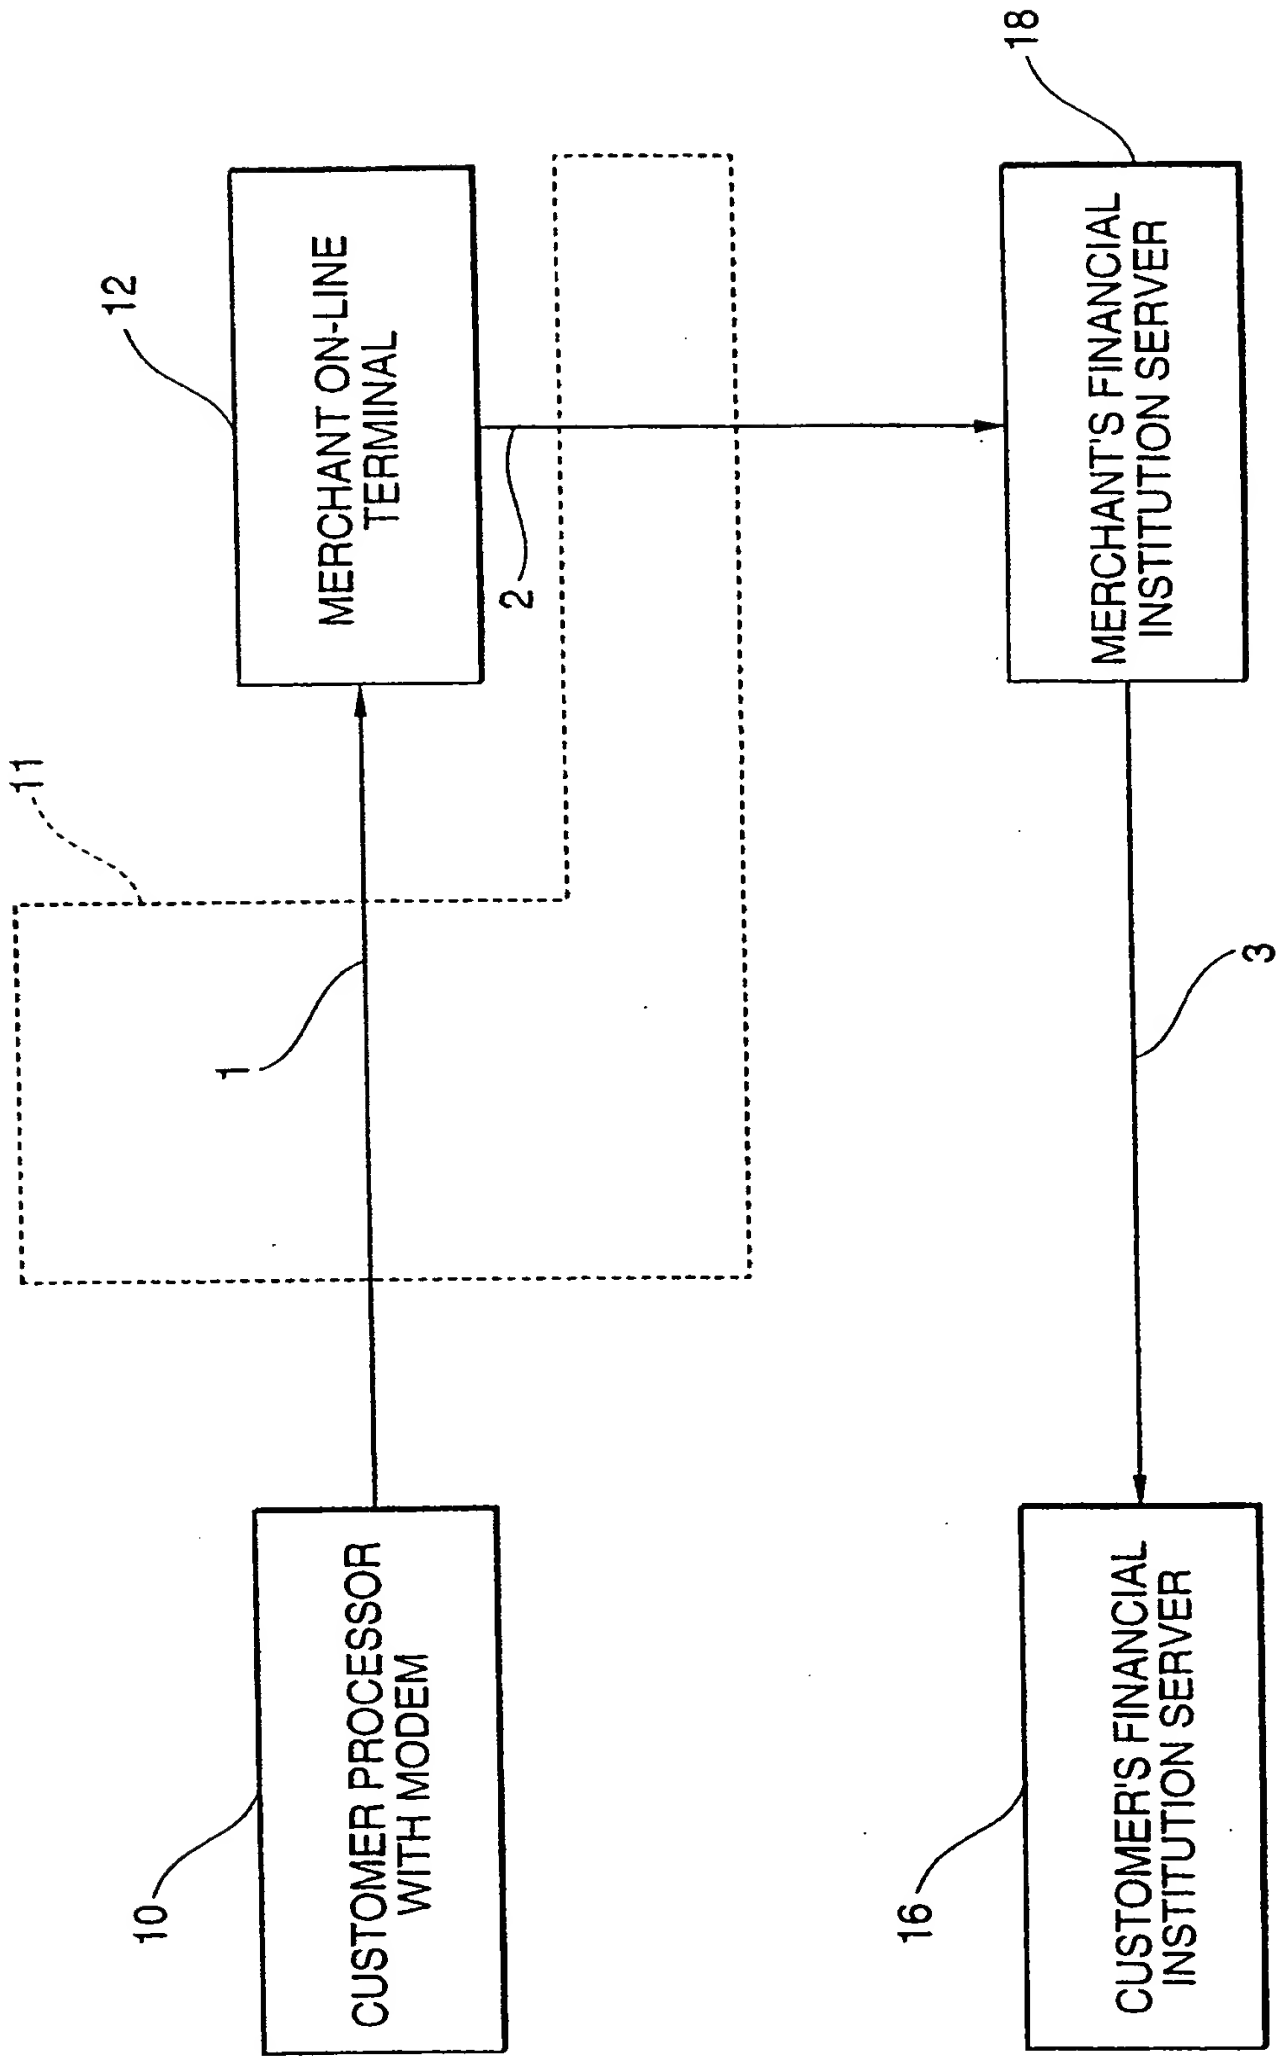 10
CUSTOMER PROCESSOR
WITH MODEM
1
11
12
MERCHANT ON-LINE
TERMINAL
2
16
CUSTOMER'S FINANCIAL
INSTITUTION SERVER
3
MERCHANT'S FINANCIAL
INSTITUTION SERVER
18